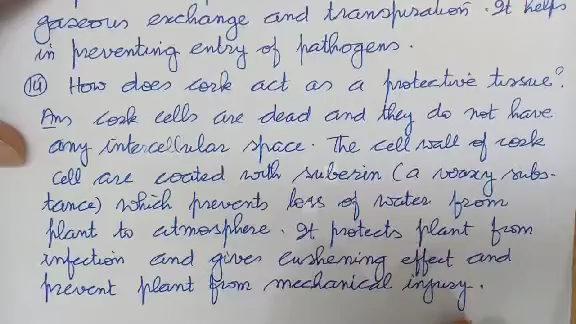 gaseous exchange and transpiration. It helps
in preventing entry of pathogens.
14 How does cork act as a protective tissue?
Ans Cork cells are dead and they do not have
any intercellular space. The cell wall of cork
cell are coated with suberin (a waxy subs-
tance) which prevents loss of water from
plant to atmosphere. It protects plant from
infection and gives cushening effect and
prevent plant from mechanical injury.